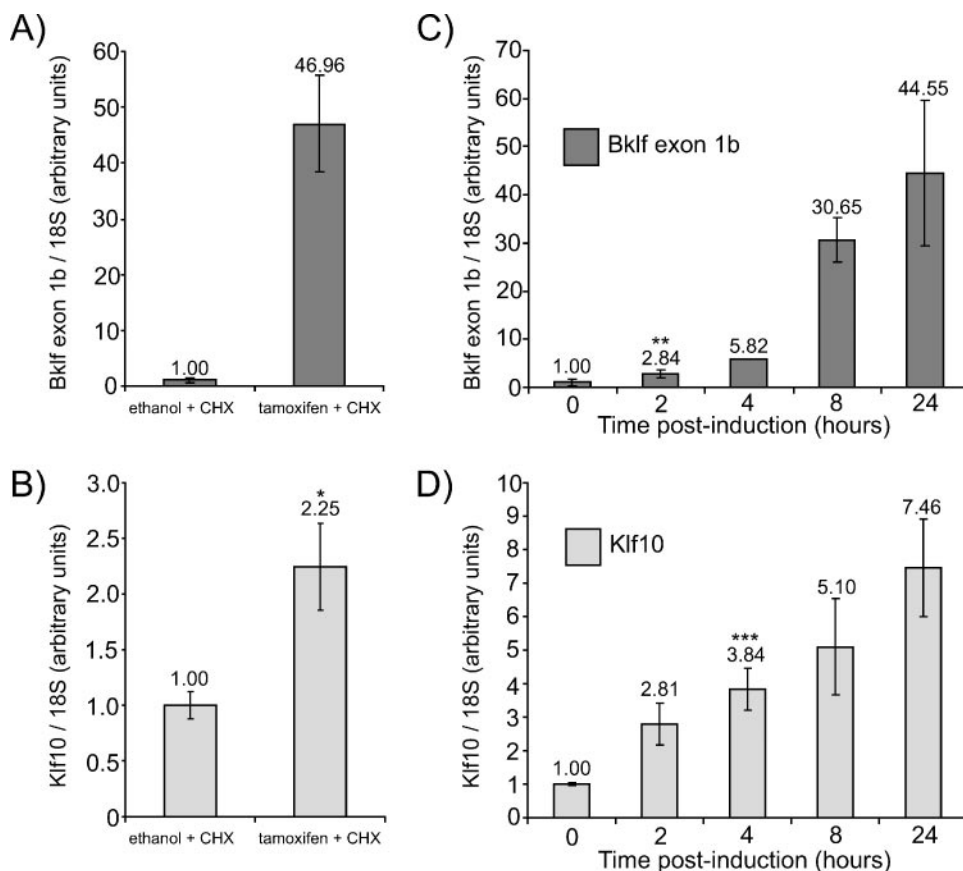 A)
Bklf exon 1b / 18S (arbitrary units)
60
50
40
30
20
10
0
46.96
1.00
ethanol + CHX
tamoxifen + CHX
C)
Bklf exon 1b / 18S (arbitrary units)
70
60
50
40
30
20
10
0
Bklf exon 1b
1.00
**
2.84
5.82
30.65
44.55
0 2 4 8 24
Time post-induction (hours)
B)
Klf10 / 18S (arbitrary units)
3.0
2.5
2.0
1.5
1.0
0.5
0
1.00
*
2.25
ethanol + CHX
tamoxifen + CHX
D)
Klf10 / 18S (arbitrary units)
10
9
8
7
6
5
4
3
2
1
0
Klf10
1.00
2.81
***
3.84
5.10
7.46
0 2 4 8 24
Time post-induction (hours)